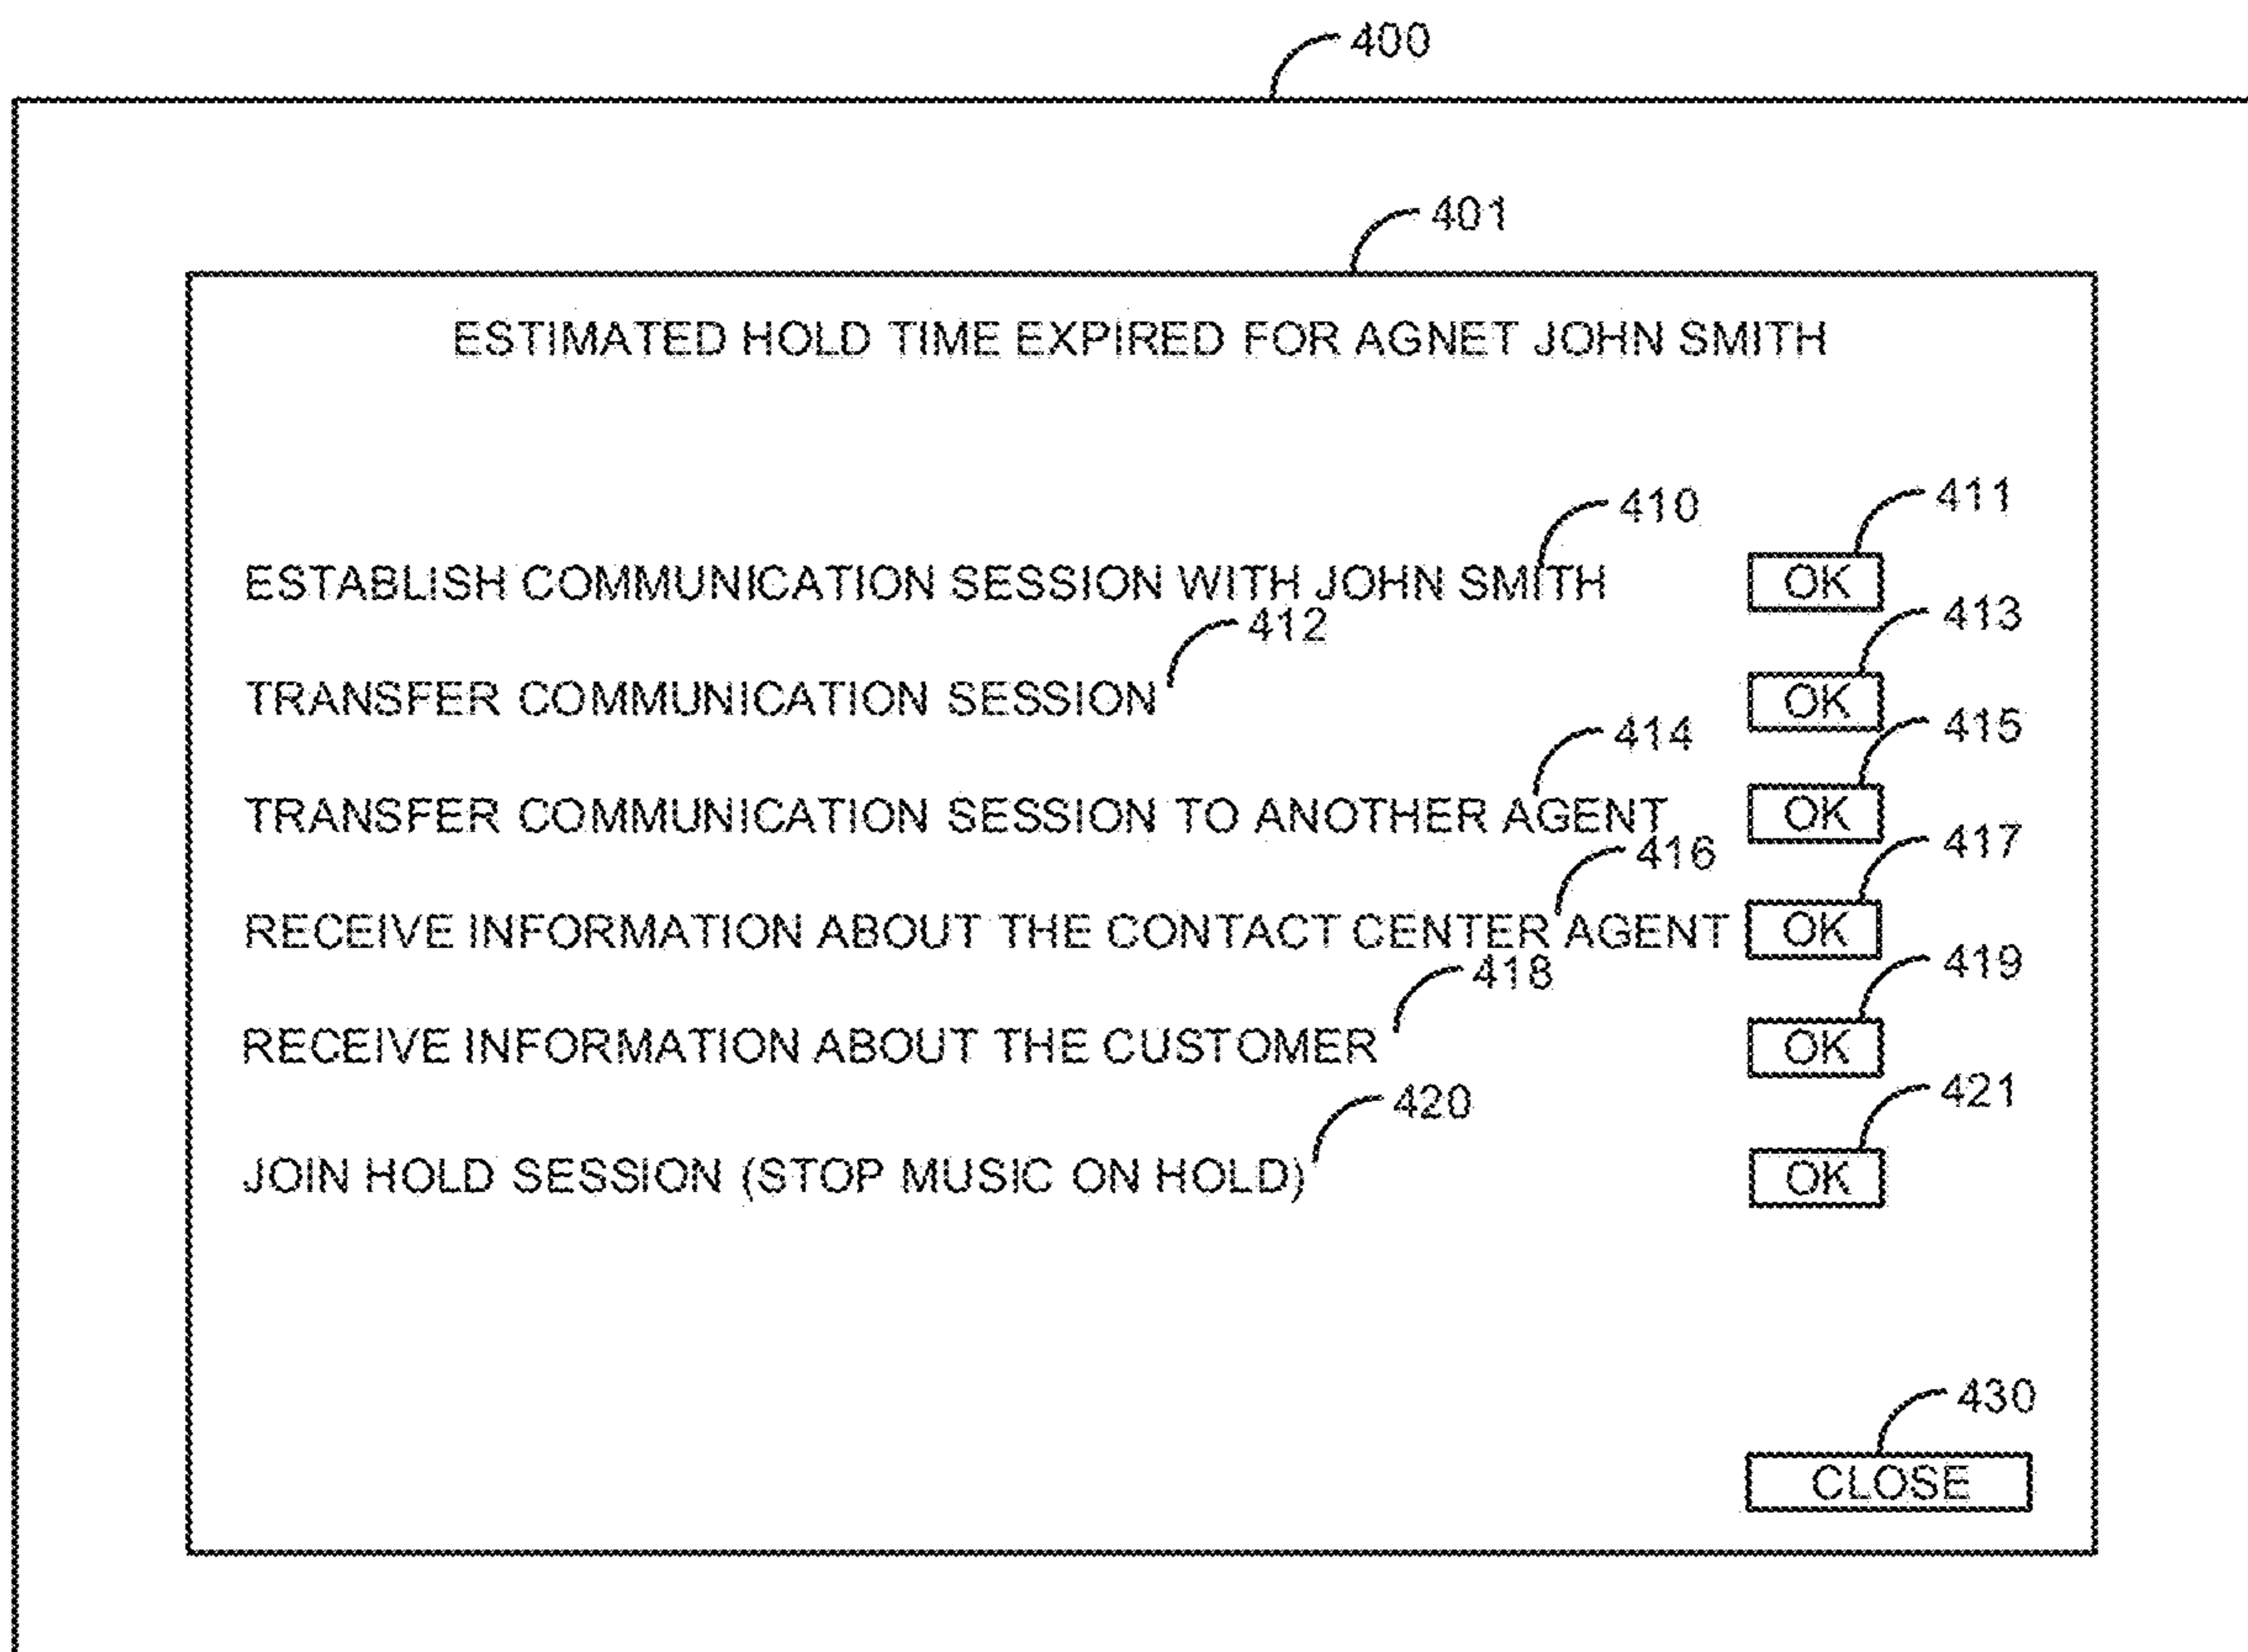 400
401
ESTIMATED HOLD TIME EXPIRED FOR AGNET JOHN SMITH
410
411
ESTABLISH COMMUNICATION SESSION WITH JOHN SMITH
OK
412
413
TRANSFER COMMUNICATION SESSION
OK
414
415
TRANSFER COMMUNICATION SESSION TO ANOTHER AGENT
OK
416
417
RECEIVE INFORMATION ABOUT THE CONTACT CENTER AGENT
OK
418
419
RECEIVE INFORMATION ABOUT THE CUSTOMER
OK
420
421
JOIN HOLD SESSION (STOP MUSIC ON HOLD)
OK
430
CLOSE